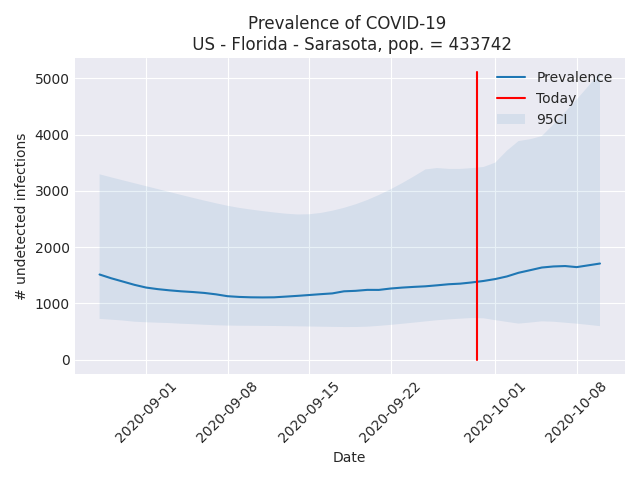 Prevalence of COVID-19
US - Florida - Sarasota, pop. = 433742
Prevalence
Today
95CI
# undetected infections
5000
4000
3000
2000
1000
0
2020-09-01
2020-09-08
2020-09-15
2020-09-22
2020-10-01
2020-10-08
Date